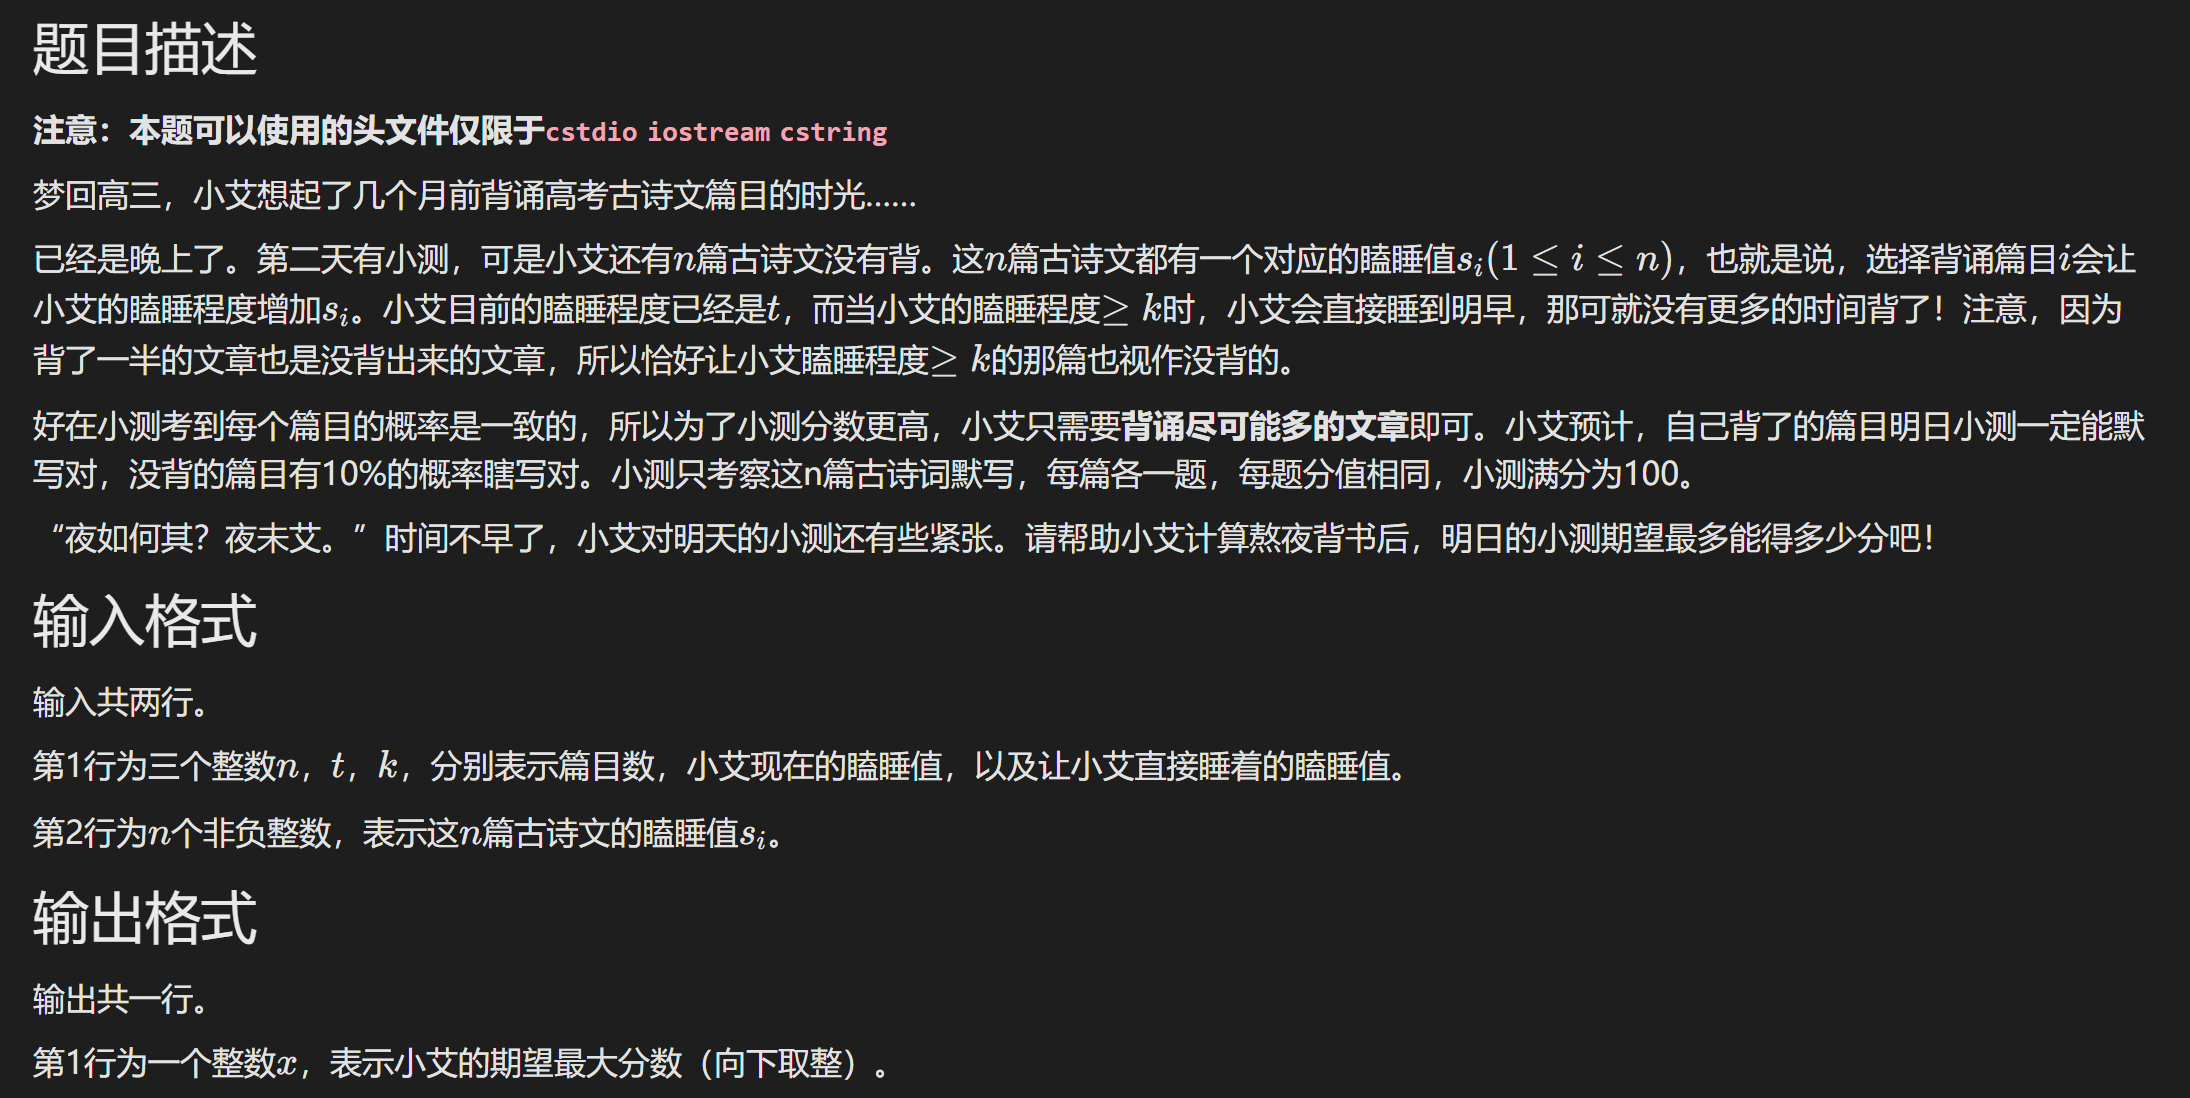 题目描述
注意：本题可以使用的头文件仅限于cstdio iostream cstring
梦回高三，小艾想起了几个月前背诵高考古诗文篇目的时光……
已经是晚上了。第二天有小测，可是小艾还有n篇古诗文没有背。这n篇古诗文都有一个对应的瞌睡值s_i(1 ≤ i ≤ n)，也就是说，选择背诵篇目i会让
小艾的瞌睡程度增加s_i。小艾目前的瞌睡程度已经是t，而当小艾的瞌睡程度≥ k时，小艾会直接睡到明早，那可就没有更多的时间背了！注意，因为
背了一半的文章也是没背出来的文章，所以恰好让小艾瞌睡程度≥ k的那篇也视作没背的。
好在小测考到每个篇目的概率是一致的，所以为了小测分数更高，小艾只需要背诵尽可能多的文章即可。小艾预计，自己背了的篇目明日小测一定能默
写对，没背的篇目有10%的概率瞎写对。小测只考察这n篇古诗词默写，每篇各一题，每题分值相同，小测满分为100。
“夜如何其？夜未艾。”时间不早了，小艾对明天的小测还有些紧张。请帮助小艾计算熬夜背书后，明日的小测期望最多能得多少分吧！
输入格式
输入共两行。
第1行为三个整数n，t，k，分别表示篇目数，小艾现在的瞌睡值，以及让小艾直接睡着的瞌睡值。
第2行为n个非负整数，表示这n篇古诗文的瞌睡值s_i。
输出格式
输出共一行。
第1行为一个整数x，表示小艾的期望最大分数（向下取整）。